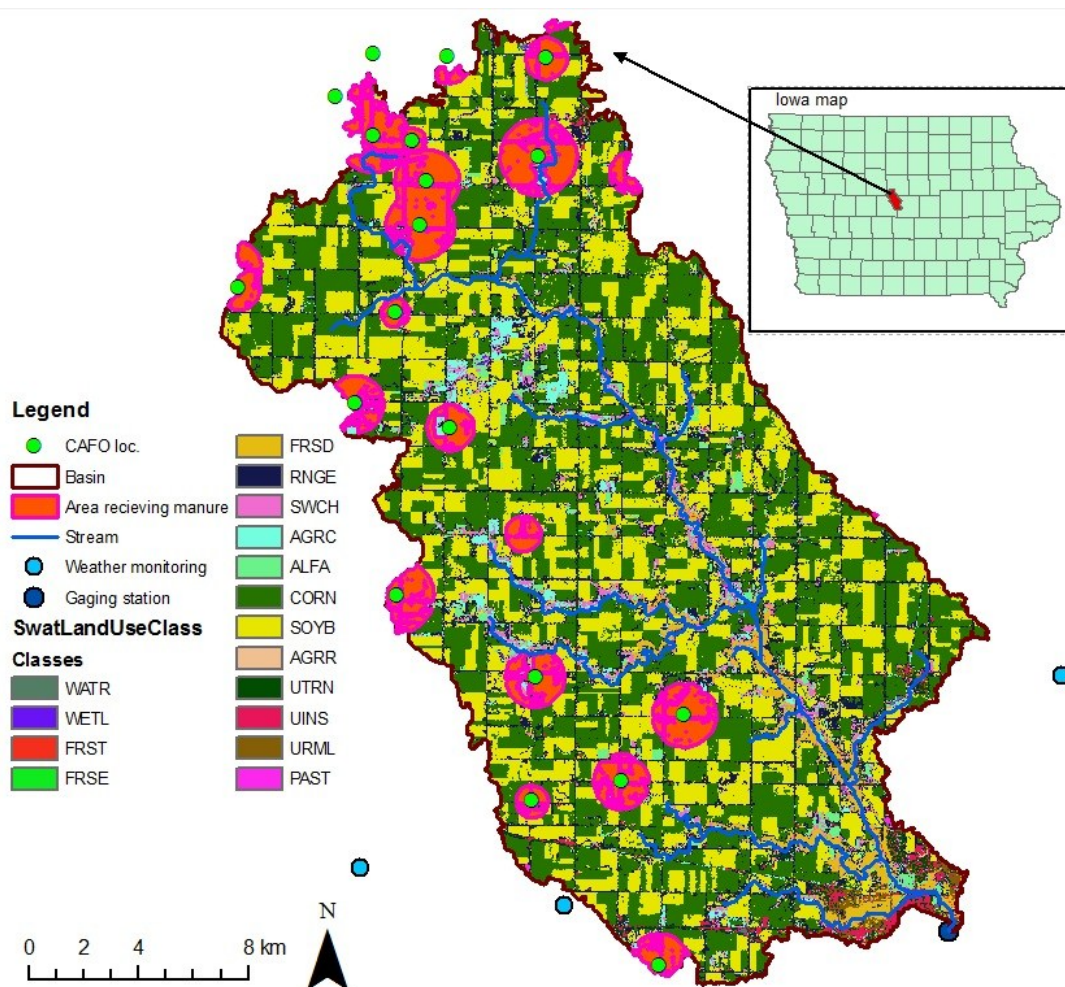 Iowa map
Legend
CAFO loc.
Basin
Area recieving manure
Stream
Weather monitoring
Gaging station
SwatLandUseClass
Classes
WATR
WETL
FRST
FRSE
FRSD
RNGE
SWCH
AGRC
ALFA
CORN
SOYB
AGRR
UTRN
UINS
URML
PAST
0 2 4 8 km
N